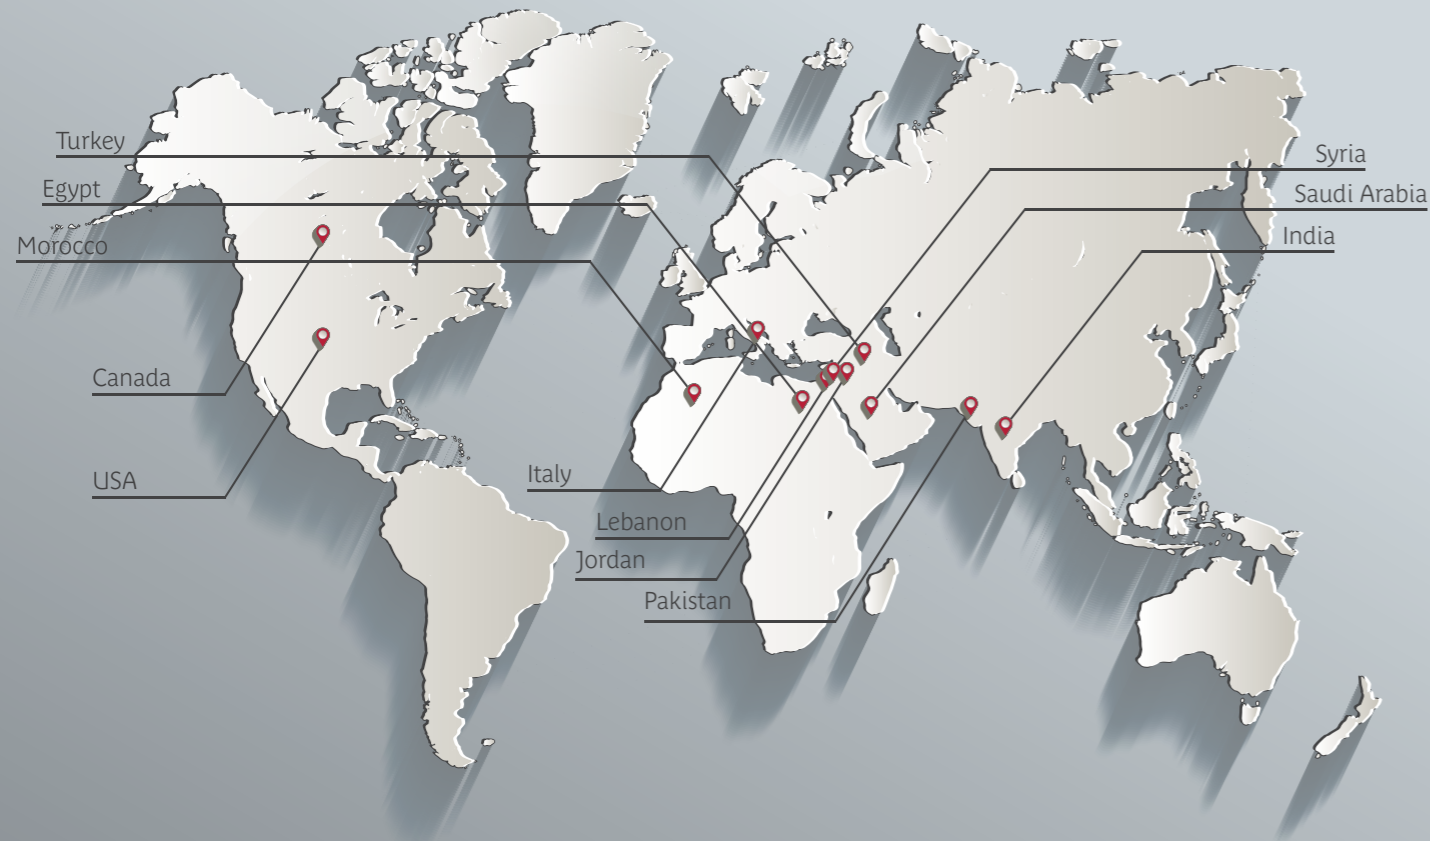 Turkey
Syria
Egypt
Saudi Arabia
Morocco
India
Canada
USA
Italy
Lebanon
Jordan
Pakistan